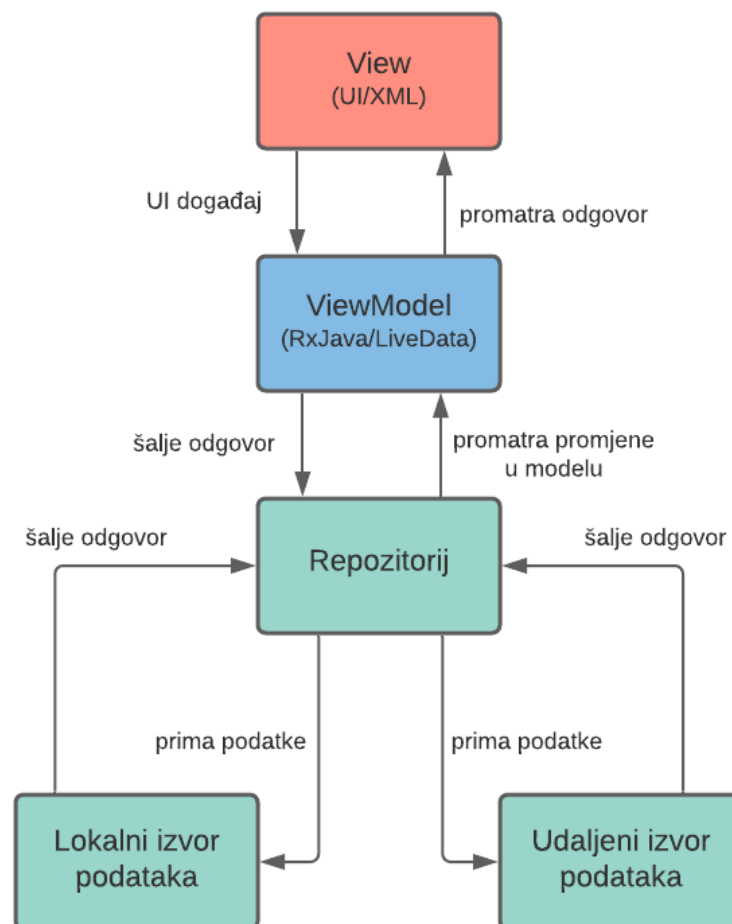 View
(UI/XML)
UI događaj
promatra odgovor
ViewModel
(RxJava/LiveData)
šalje odgovor
promatra promjene
u modelu
šalje odgovor
Repozitorij
šalje odgovor
prima podatke
prima podatke
Lokalni izvor
podataka
Udaljeni izvor
podataka